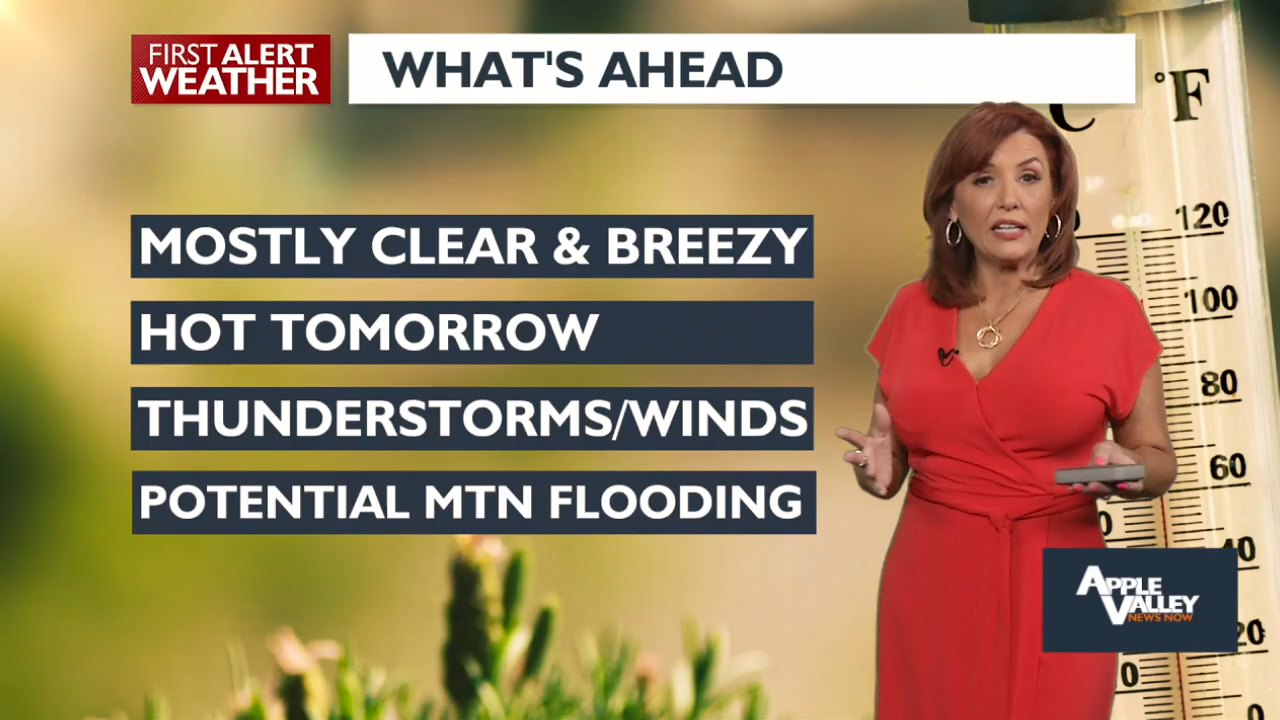 FIRST ALERT
WEATHER
WHAT'S AHEAD
C °F
MOSTLY CLEAR & BREEZY
HOT TOMORROW
THUNDERSTORMS/WINDS
POTENTIAL MTN FLOODING
120
100
80
60
40
20
0
0
APPLE
VALLEY
NEWS NOW